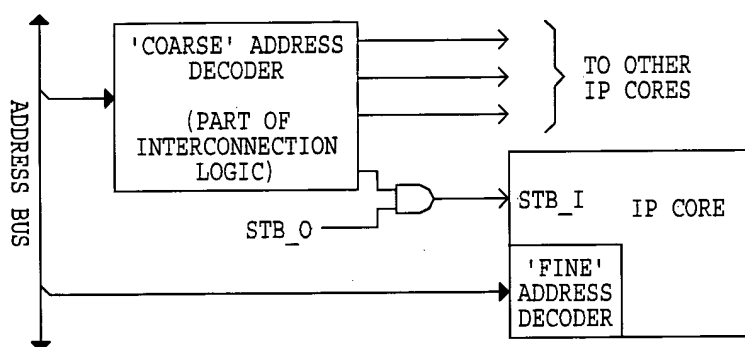 'COARSE' ADDRESS
DECODER
(PART OF
INTERCONNECTION
LOGIC)
TO OTHER
IP CORES
ADDRESS BUS
STB_O
STB_I
IP CORE
'FINE'
ADDRESS
DECODER